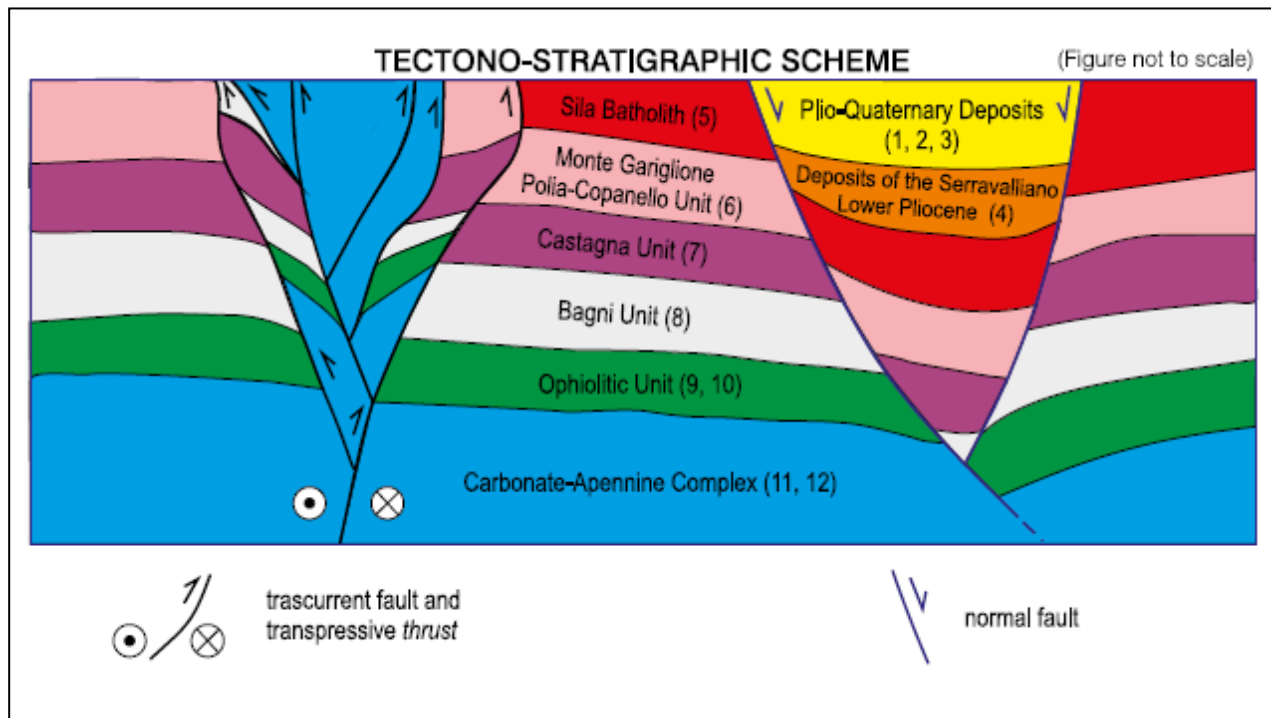 TECTONO-STRATIGRAPHIC SCHEME
(Figure not to scale)
Sila Batholith (5)
Plio-Quaternary Deposits
(1, 2, 3)
Monte Gariglione
Polia-Copanello Unit (6)
Deposits of the Serravalliano
Lower Pliocene (4)
Castagna Unit (7)
Bagni Unit (8)
Ophiolitic Unit (9, 10)
Carbonate-Apennine Complex (11, 12)
trascurrent fault and
transpressive thrust
normal fault